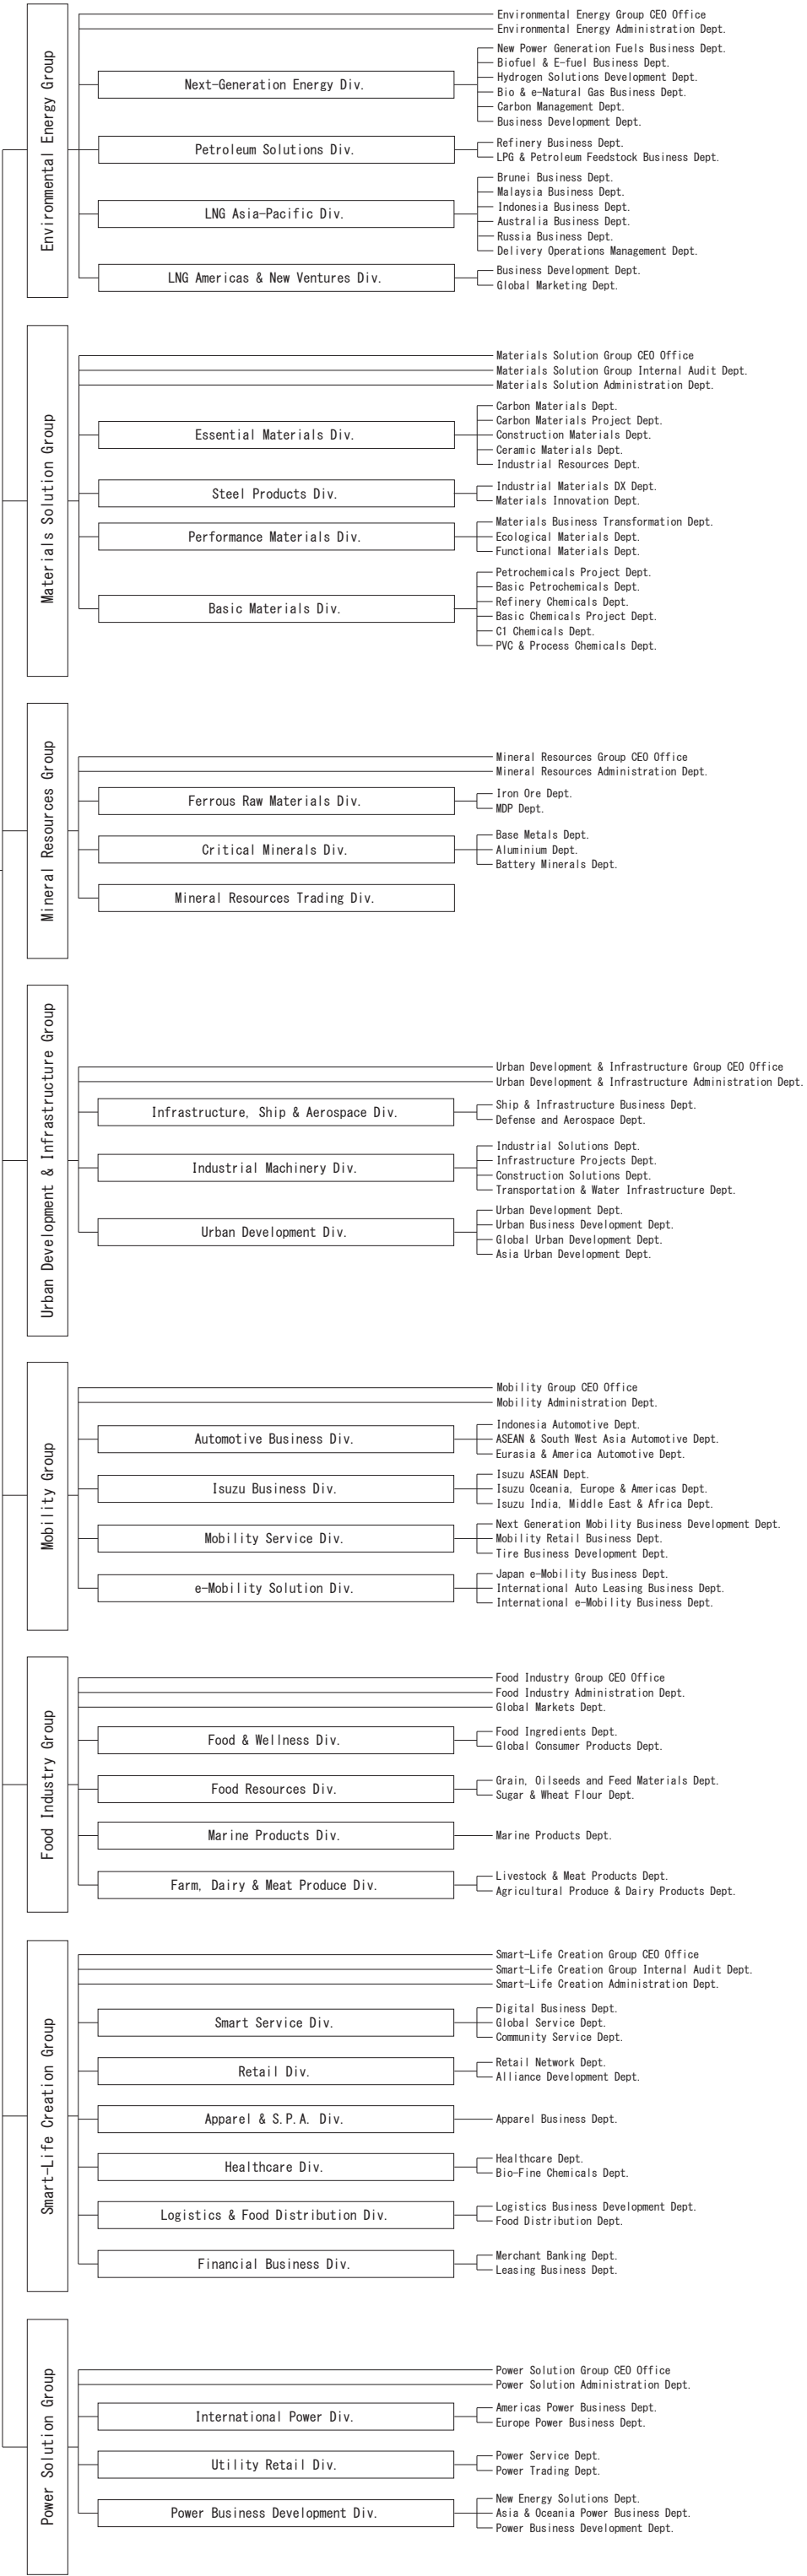 Environmental Energy Group
Environmental Energy Group CEO Office
Environmental Energy Administration Dept.
Next-Generation Energy Div.
New Power Generation Fuels Business Dept.
Biofuel & E-fuel Business Dept.
Hydrogen Solutions Development Dept.
Bio & e-Natural Gas Business Dept.
Carbon Management Dept.
Business Development Dept.
Petroleum Solutions Div.
Refinery Business Dept.
LPG & Petroleum Feedstock Business Dept.
LNG Asia-Pacific Div.
Brunei Business Dept.
Malaysia Business Dept.
Indonesia Business Dept.
Australia Business Dept.
Russia Business Dept.
Delivery Operations Management Dept.
LNG Americas & New Ventures Div.
Business Development Dept.
Global Marketing Dept.
Materials Solution Group
Materials Solution Group CEO Office
Materials Solution Group Internal Audit Dept.
Materials Solution Administration Dept.
Essential Materials Div.
Carbon Materials Dept.
Carbon Materials Project Dept.
Construction Materials Dept.
Ceramic Materials Dept.
Industrial Resources Dept.
Steel Products Div.
Industrial Materials DX Dept.
Materials Innovation Dept.
Performance Materials Div.
Materials Business Transformation Dept.
Ecological Materials Dept.
Functional Materials Dept.
Basic Materials Div.
Petrochemicals Project Dept.
Basic Petrochemicals Dept.
Refinery Chemicals Dept.
Basic Chemicals Project Dept.
C1 Chemicals Dept.
PVC & Process Chemicals Dept.
Mineral Resources Group
Mineral Resources Group CEO Office
Mineral Resources Administration Dept.
Ferrous Raw Materials Div.
Iron Ore Dept.
MDP Dept.
Critical Minerals Div.
Base Metals Dept.
Aluminium Dept.
Battery Minerals Dept.
Mineral Resources Trading Div.
Urban Development & Infrastructure Group
Urban Development & Infrastructure Group CEO Office
Urban Development & Infrastructure Administration Dept.
Infrastructure, Ship & Aerospace Div.
Ship & Infrastructure Business Dept.
Defense and Aerospace Dept.
Industrial Machinery Div.
Industrial Solutions Dept.
Infrastructure Projects Dept.
Construction Solutions Dept.
Transportation & Water Infrastructure Dept.
Urban Development Div.
Urban Development Dept.
Urban Business Development Dept.
Global Urban Development Dept.
Asia Urban Development Dept.
Mobility Group
Mobility Group CEO Office
Mobility Administration Dept.
Automotive Business Div.
Indonesia Automotive Dept.
ASEAN & South West Asia Automotive Dept.
Eurasia & America Automotive Dept.
Isuzu Business Div.
Isuzu ASEAN Dept.
Isuzu Oceania, Europe & Americas Dept.
Isuzu India, Middle East & Africa Dept.
Mobility Service Div.
Next Generation Mobility Business Development Dept.
Mobility Retail Business Dept.
Tire Business Development Dept.
e-Mobility Solution Div.
Japan e-Mobility Business Dept.
International Auto Leasing Business Dept.
International e-Mobility Business Dept.
Food Industry Group
Food Industry Group CEO Office
Food Industry Administration Dept.
Global Markets Dept.
Food & Wellness Div.
Food Ingredients Dept.
Global Consumer Products Dept.
Food Resources Div.
Grain, Oilseeds and Feed Materials Dept.
Sugar & Wheat Flour Dept.
Marine Products Div.
Marine Products Dept.
Farm, Dairy & Meat Produce Div.
Livestock & Meat Products Dept.
Agricultural Produce & Dairy Products Dept.
Smart-Life Creation Group
Smart-Life Creation Group CEO Office
Smart-Life Creation Group Internal Audit Dept.
Smart-Life Creation Administration Dept.
Smart Service Div.
Digital Business Dept.
Global Service Dept.
Community Service Dept.
Retail Div.
Retail Network Dept.
Alliance Development Dept.
Apparel & S.P.A. Div.
Apparel Business Dept.
Healthcare Div.
Healthcare Dept.
Bio-Fine Chemicals Dept.
Logistics & Food Distribution Div.
Logistics Business Development Dept.
Food Distribution Dept.
Financial Business Div.
Merchant Banking Dept.
Leasing Business Dept.
Power Solution Group
Power Solution Group CEO Office
Power Solution Administration Dept.
International Power Div.
Americas Power Business Dept.
Europe Power Business Dept.
Utility Retail Div.
Power Service Dept.
Power Trading Dept.
Power Business Development Div.
New Energy Solutions Dept.
Asia & Oceania Power Business Dept.
Power Business Development Dept.